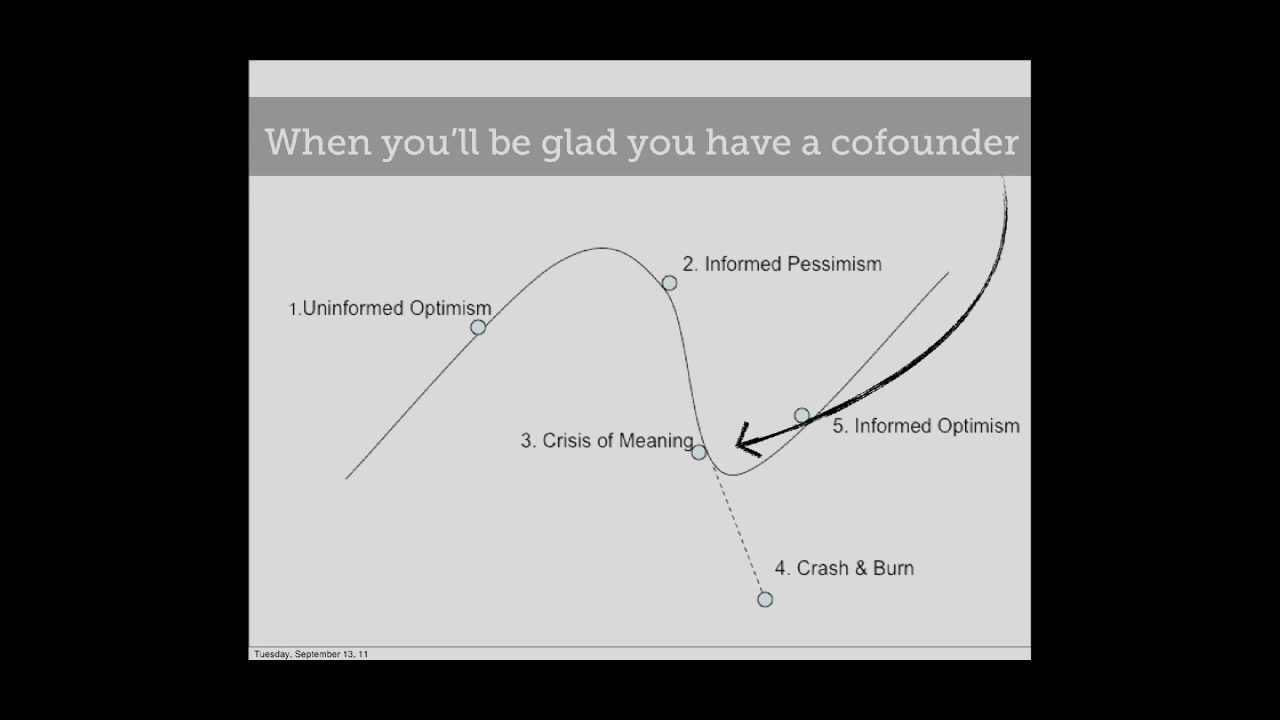 When you'll be glad you have a cofounder
2. Informed Pessimism
1.Uninformed Optimism
5. Informed Optimism
3. Crisis of Meaning
4. Crash & Burn
Tuesday, September 13, 11